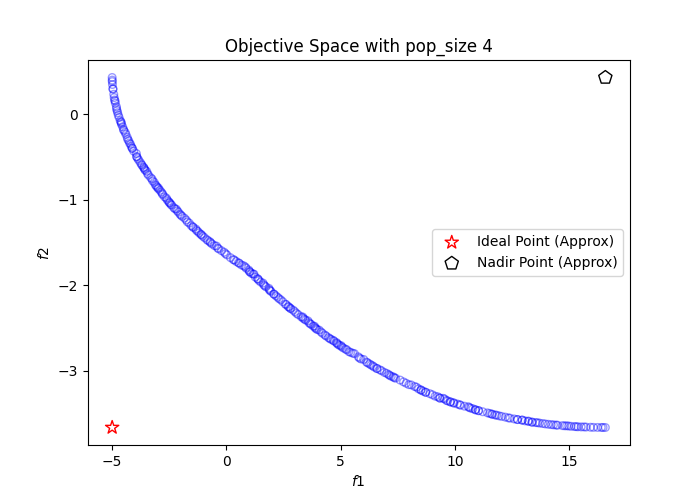 Objective Space with pop_size 4
0
−1
−2
−3
f2
Ideal Point (Approx)
Nadir Point (Approx)
−5
0
5
10
15
f1